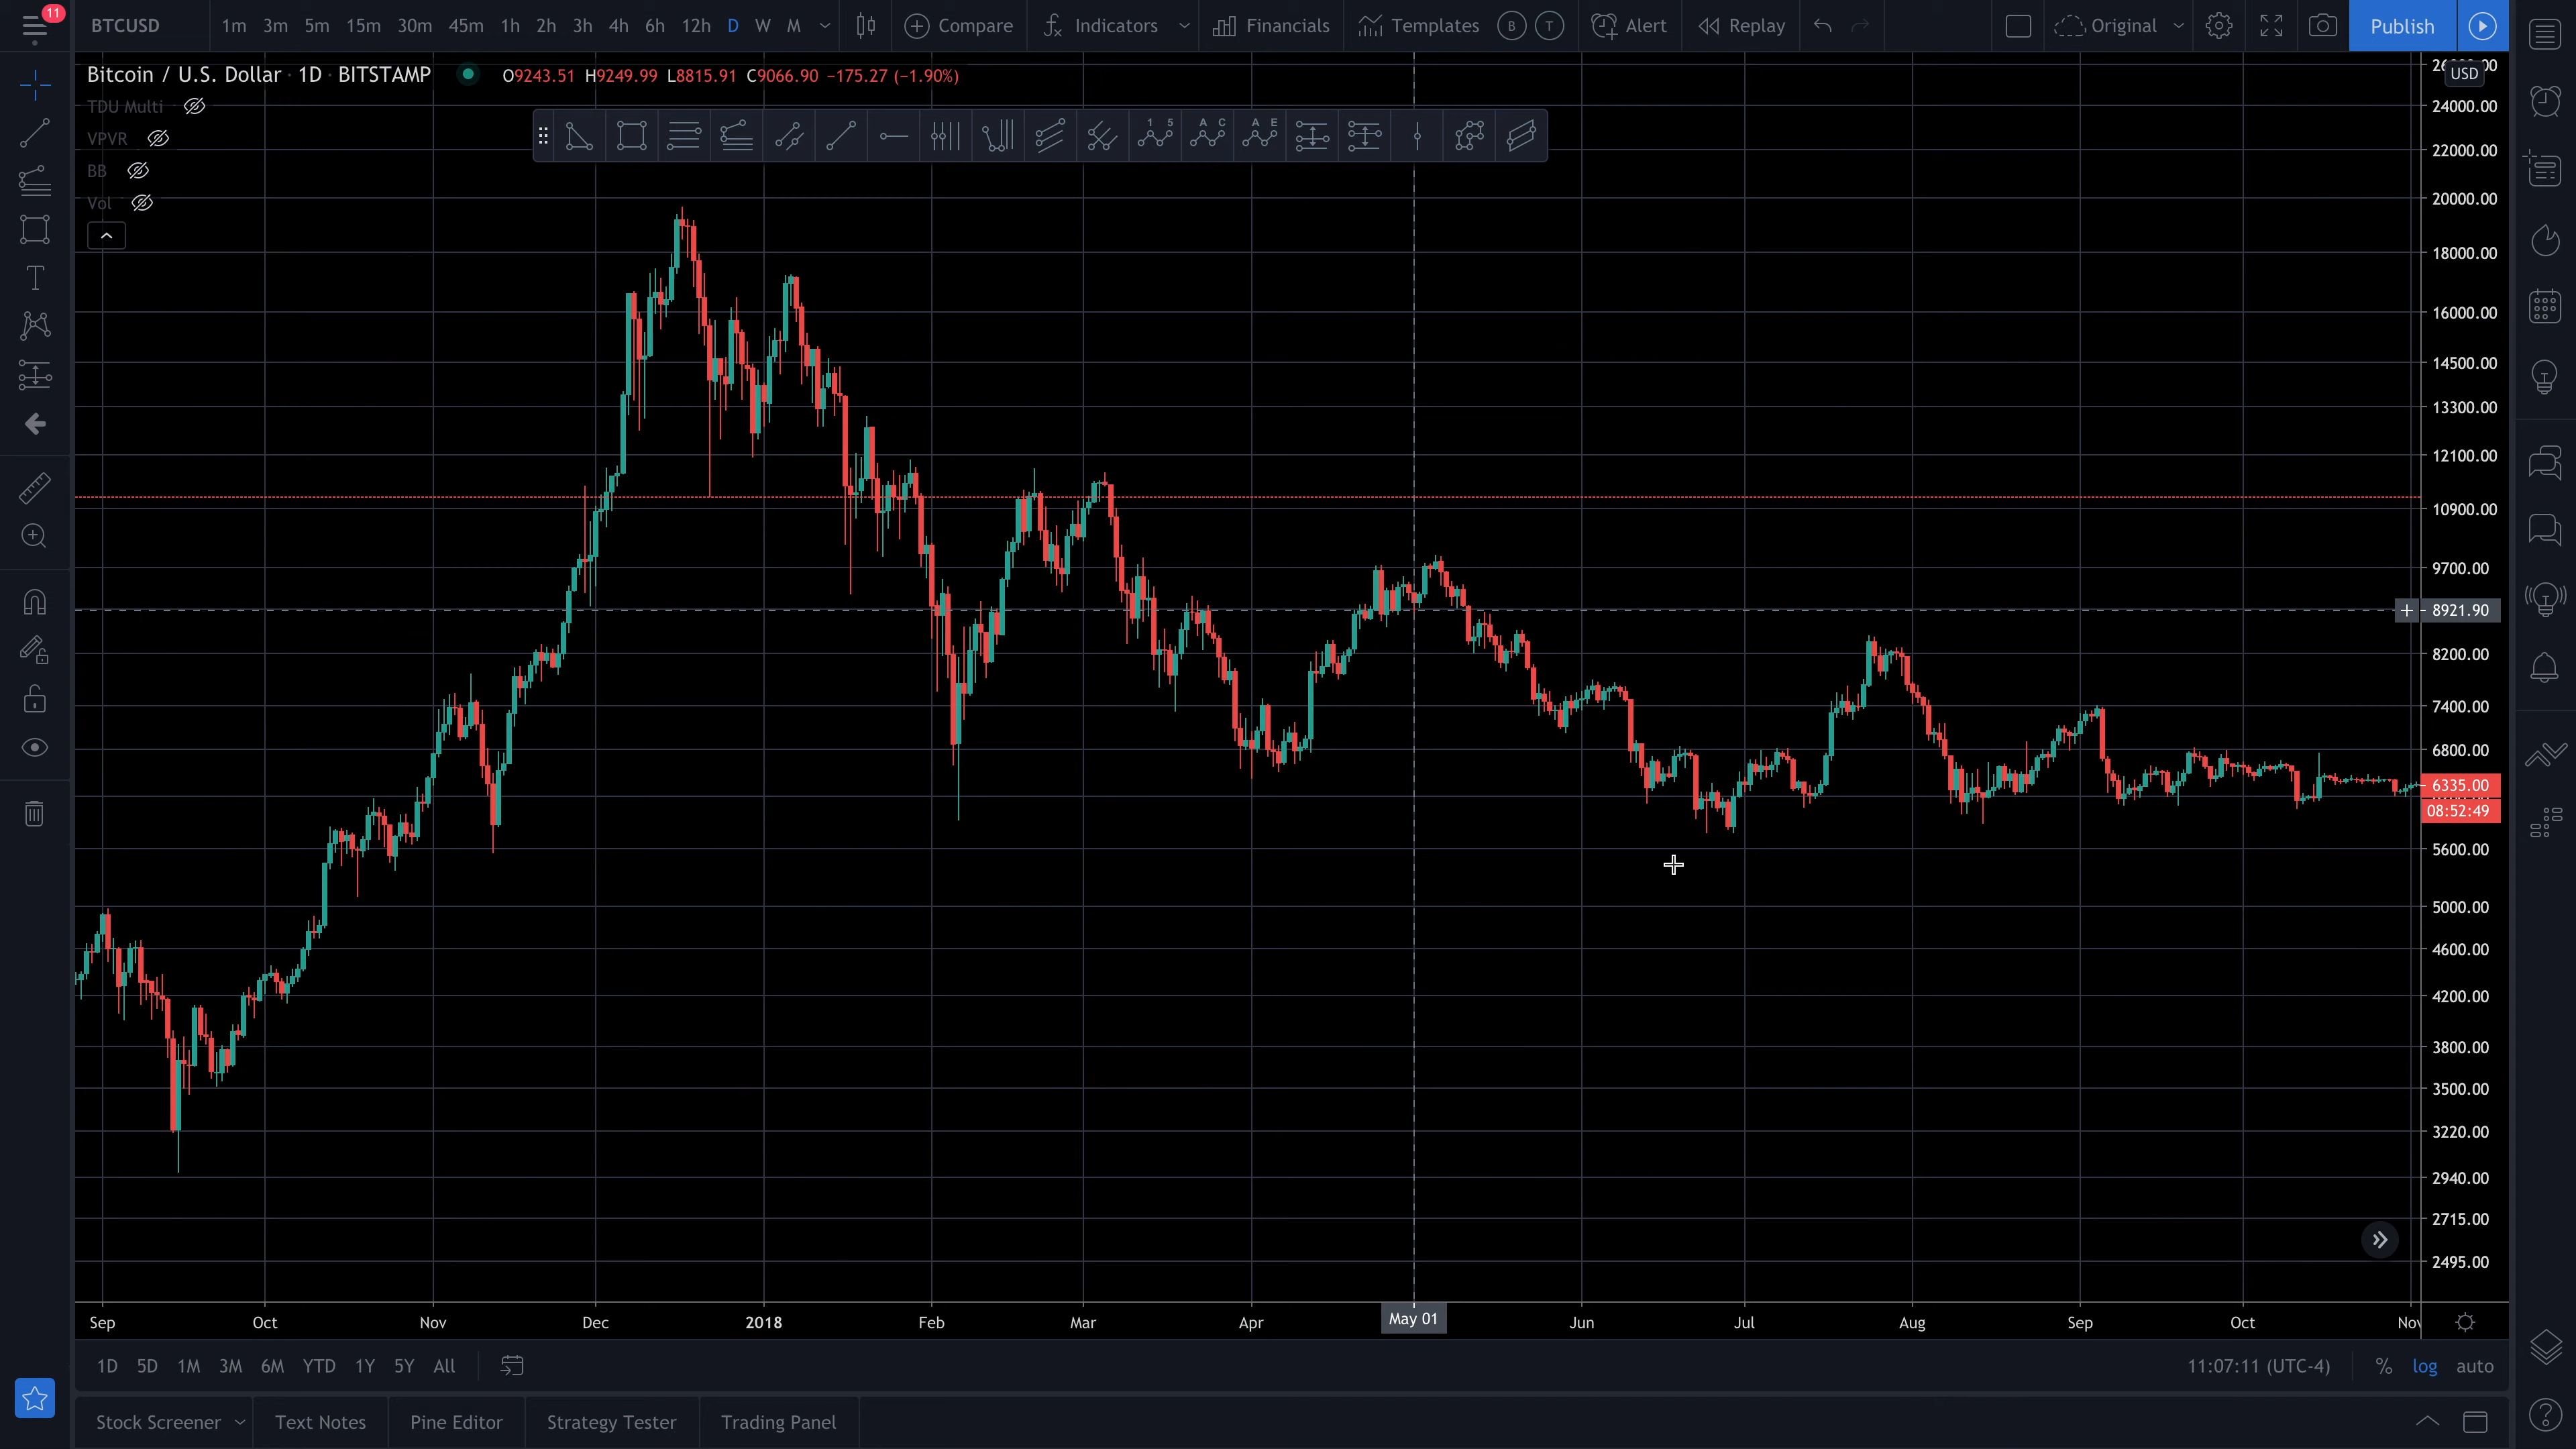 11
BTCUSD 1m 3m 5m 15m 30m 45m 1h 2h 3h 4h 6h 12h D W M Compare Indicators Financials Templates B T Alert Replay Original Publish
Bitcoin / U.S. Dollar · 1D · BITSTAMP O9243.51 H9249.99 L8815.91 C9066.90 −175.27 (−1.90%)
USD
TDU Multi
VPVR
BB
Vol
1 5
A C
A E
24000.00
22000.00
20000.00
18000.00
16000.00
14500.00
13300.00
12100.00
10900.00
9700.00
8921.90
8200.00
7400.00
6800.00
6335.00
08:52:49
5600.00
5000.00
4600.00
4200.00
3800.00
3500.00
3220.00
2940.00
2715.00
2495.00
Sep Oct Nov Dec 2018 Feb Mar Apr May 01 Jun Jul Aug Sep Oct Nov
1D 5D 1M 3M 6M YTD 1Y 5Y All 11:07:11 (UTC-4) % log auto
Stock Screener Text Notes Pine Editor Strategy Tester Trading Panel